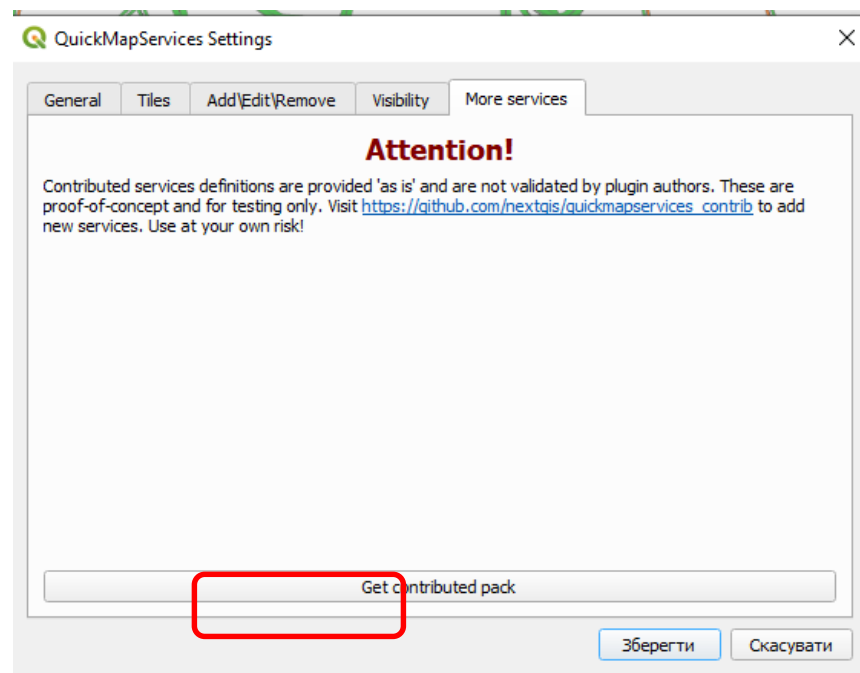 QuickMapServices Settings
General Tiles Add\Edit\Remove Visibility More services
Attention!
Contributed services definitions are provided 'as is' and are not validated by plugin authors. These are
proof-of-concept and for testing only. Visit https://github.com/nextgis/quickmapservices_contrib to add
new services. Use at your own risk!
Get contributed pack
Зберегти Скасувати